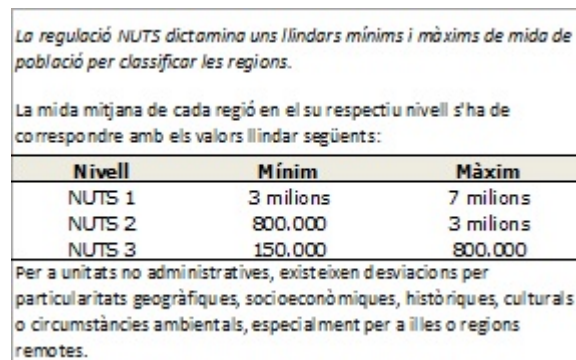 La regulació NUTS dictamina uns llindars mínims i màxims de mida de
població per classificar les regions.
La mida mitjana de cada regió en el su respectiu nivell s'ha de
correspondre amb els valors llindar següents:
Nivell Mínim Màxim
NUTS 1 3 milions 7 milions
NUTS 2 800.000 3 milions
NUTS 3 150.000 800.000
Per a unitats no administratives, existeixen desviacions per
particularitats geogràfiques, socioeconòmiques, històriques, culturals
o circumstàncies ambientals, especialment per a illes o regions
remotes.